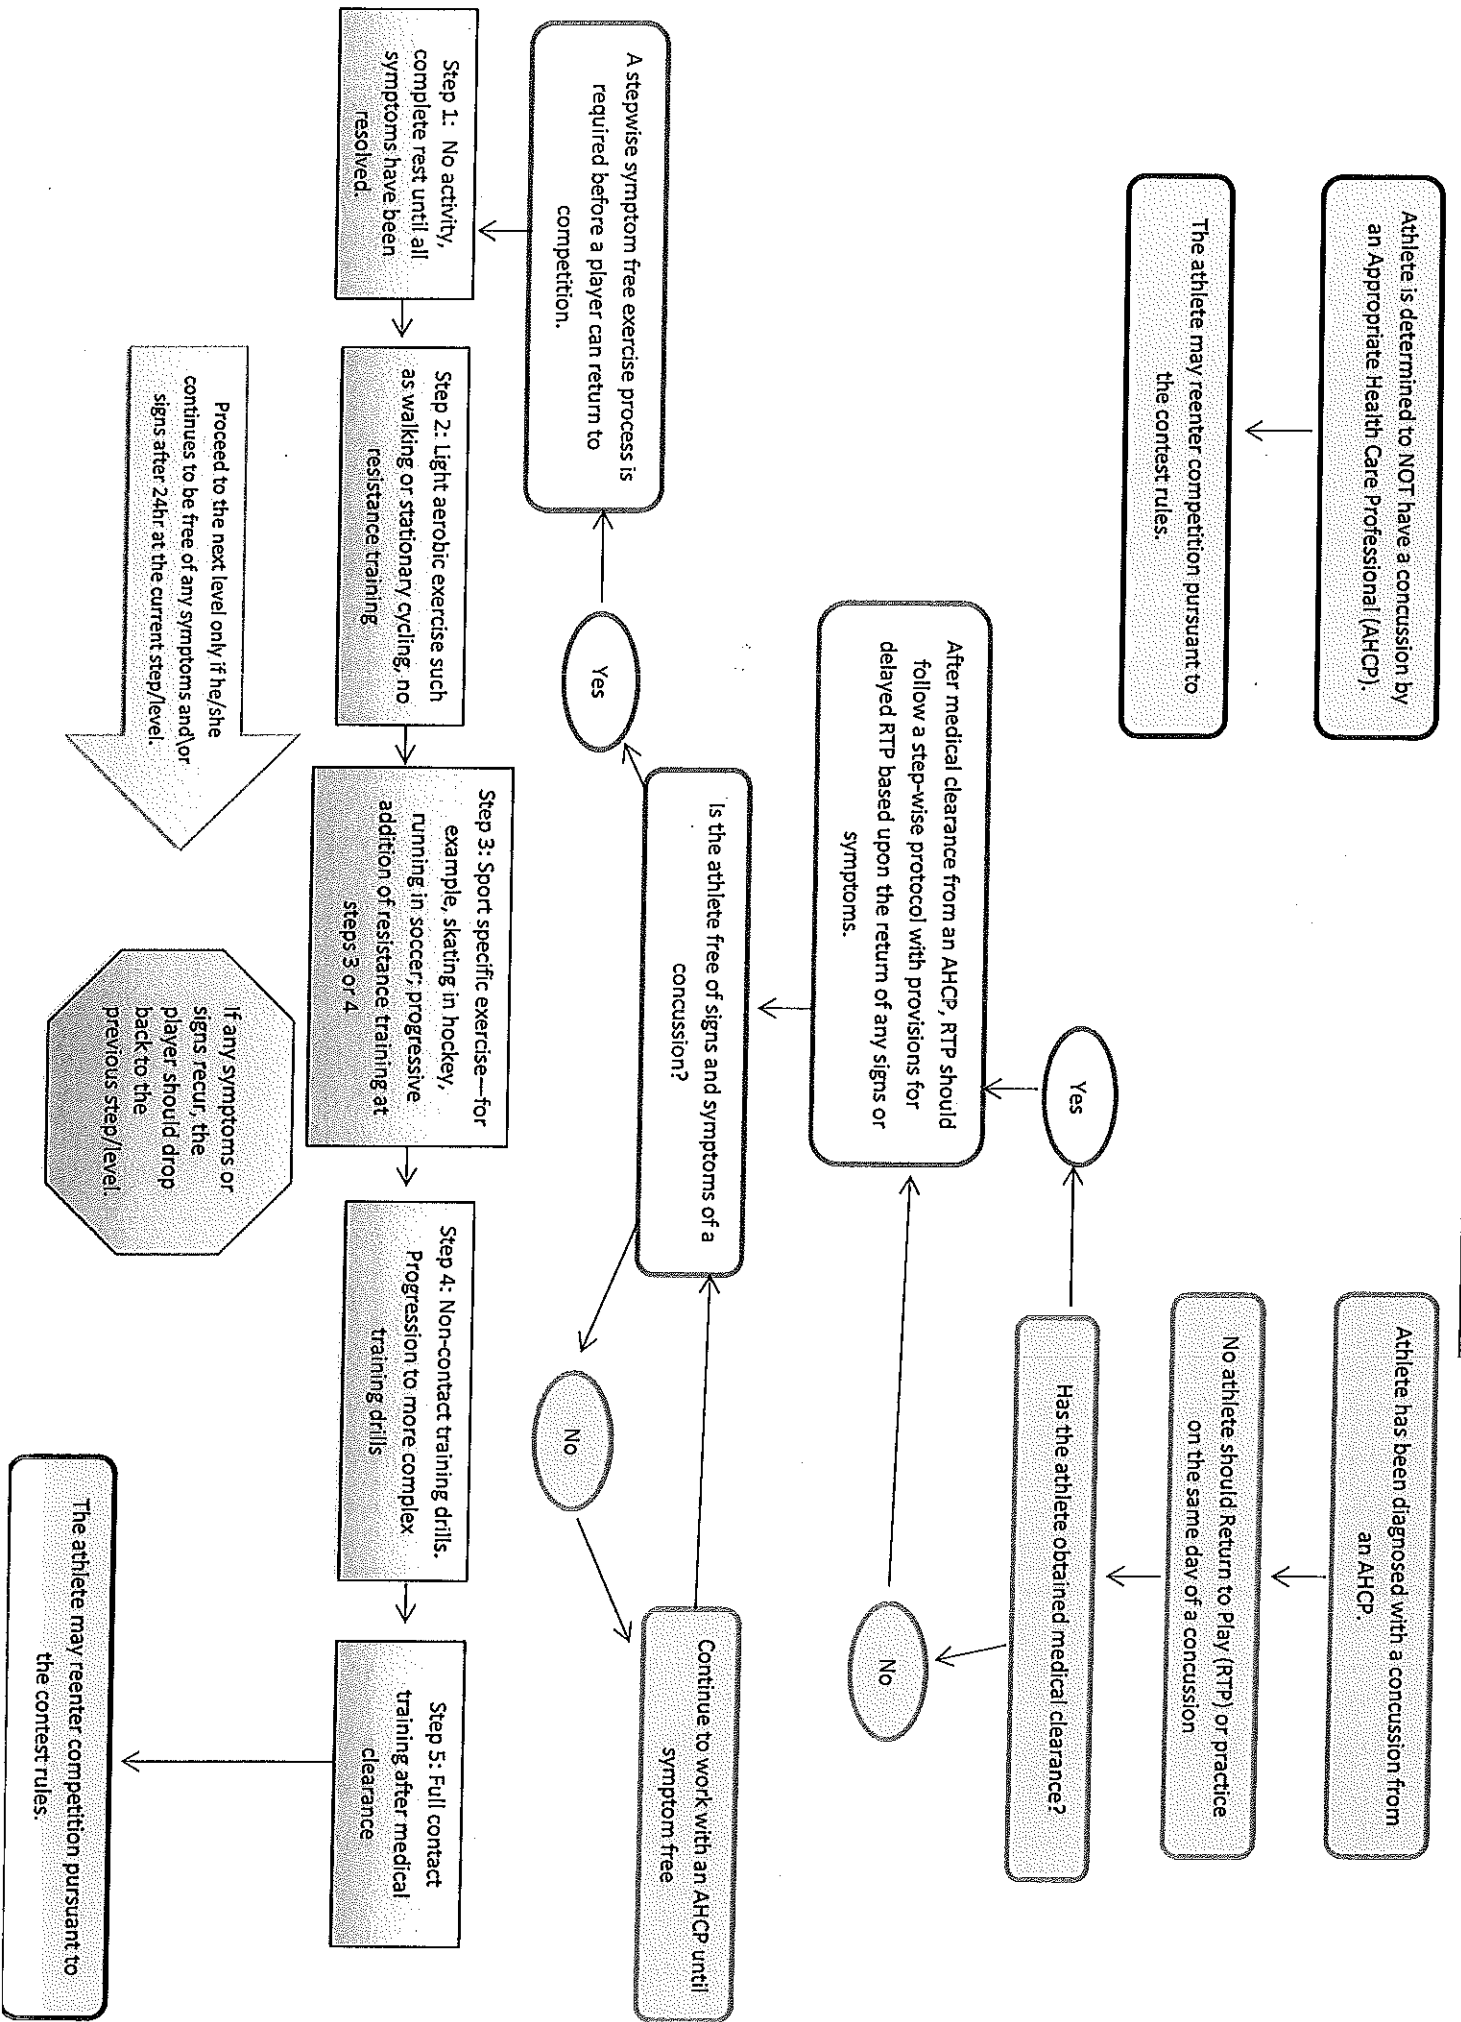 Athlete is determined to NOT have a concussion by
an Appropriate Health Care Professional (AHCP).
The athlete may reenter competition pursuant to
the contest rules.
Athlete has been diagnosed with a concussion from
an AHCP.
No athlete should Return to Play (RTP) or practice
on the same day of a concussion
Has the athlete obtained medical clearance?
Yes
No
After medical clearance from an AHCP, RTP should
follow a step-wise protocol with provisions for
delayed RTP based upon the return of any signs or
symptoms.
Is the athlete free of signs and symptoms of a
concussion?
Yes
No
Continue to work with an AHCP until
symptom free
A stepwise symptom free exercise process is
required before a player can return to
competition.
Step 1: No activity,
complete rest until all
symptoms have been
resolved.
Step 2: Light aerobic exercise such
as walking or stationary cycling, no
resistance training
Step 3: Sport specific exercise—for
example, skating in hockey,
running in soccer; progressive
addition of resistance training at
steps 3 or 4
Step 4: Non-contact training drills.
Progression to more complex
training drills
Step 5: Full contact
training after medical
clearance
Proceed to the next level only if he/she
continues to be free of any symptoms and\or
signs after 24hr at the current step/level.
If any symptoms or
signs recur, the
player should drop
back to the
previous step/level.
The athlete may reenter competition pursuant to
the contest rules.